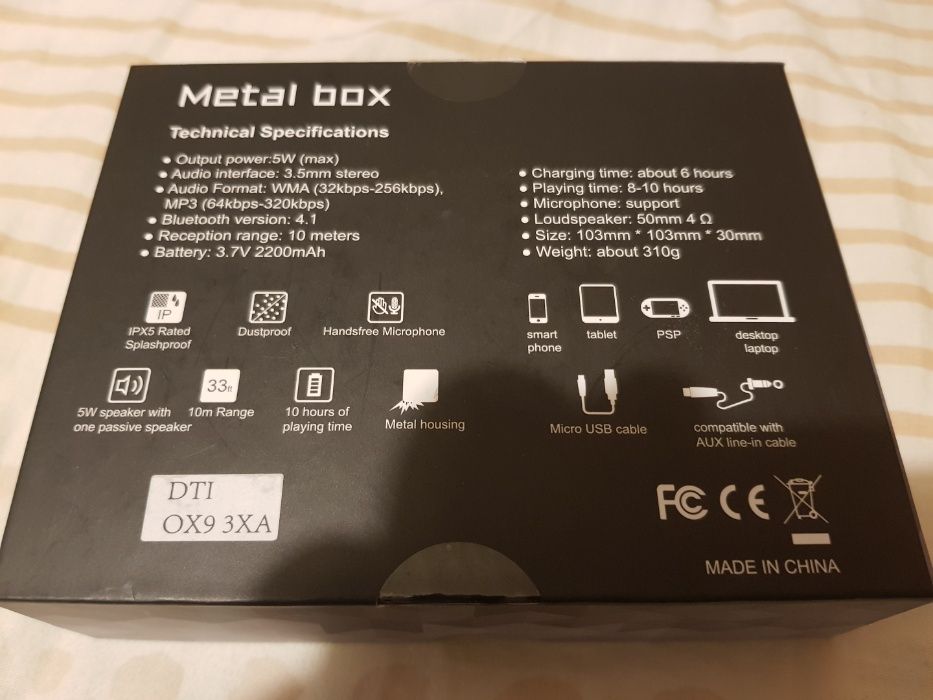 Metal box
Technical Specifications
• Output power:5W (max)
• Audio interface: 3.5mm stereo
• Audio Format: WMA (32kbps-256kbps),
MP3 (64kbps-320kbps)
• Bluetooth version: 4.1
• Reception range: 10 meters
• Battery: 3.7V 2200mAh
• Charging time: about 6 hours
• Playing time: 8-10 hours
• Microphone: support
• Loudspeaker: 50mm 4 Ω
• Size: 103mm * 103mm * 30mm
• Weight: about 310g
IP
IPX5 Rated
Splashproof
Dustproof
Handsfree Microphone
smart
phone
tablet
PSP
desktop
laptop
5W speaker with
one passive speaker
33ft
10m Range
10 hours of
playing time
Metal housing
Micro USB cable
compatible with
AUX line-in cable
DTI
OX9 3XA
FC CE
MADE IN CHINA